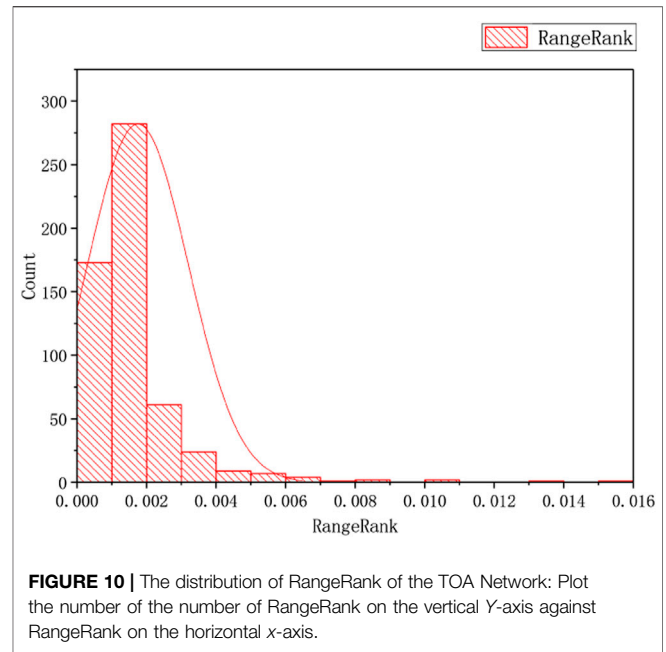 RangeRank
300
250
200
150
100
50
0
Count
0.000 0.002 0.004 0.006 0.008 0.010 0.012 0.014 0.016
RangeRank
FIGURE 10 | The distribution of RangeRank of the TOA Network: Plot
the number of the number of RangeRank on the vertical Y-axis against
RangeRank on the horizontal x-axis.